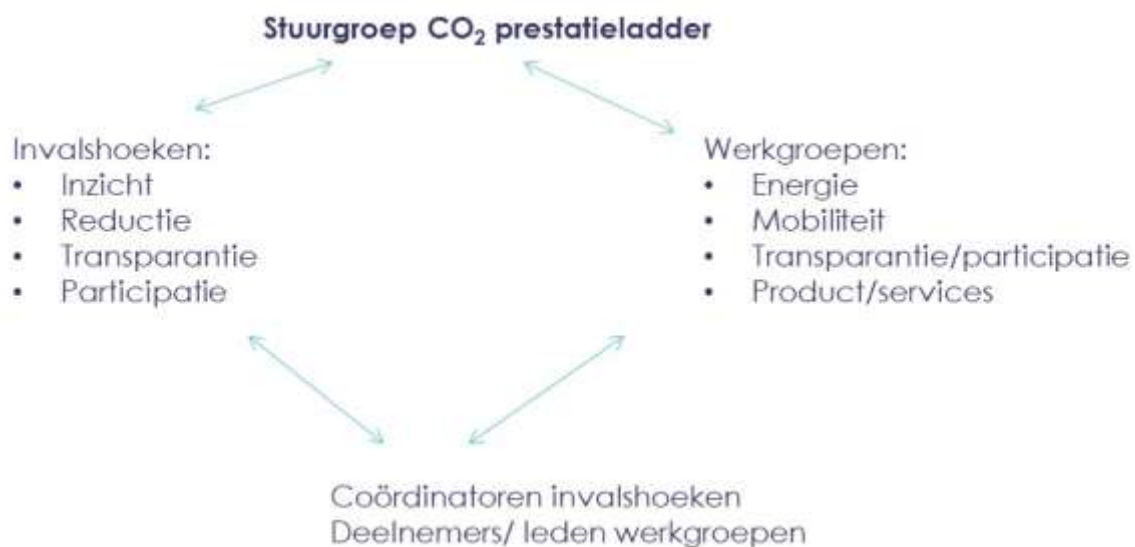 Stuurgroep CO₂ prestatieladder
Invalshoeken:
• Inzicht
• Reductie
• Transparantie
• Participatie
Werkgroepen:
• Energie
• Mobiliteit
• Transparantie/participatie
• Product/services
Coördinatoren invalshoeken
Deelnemers/ leden werkgroepen